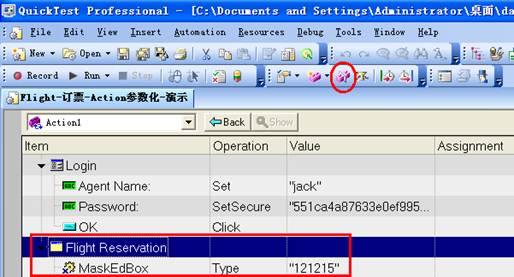 QuickTest Professional - [C:\Documents and Settings\Administrator\桌面\da
File Edit View Insert Automation Resources Debug Tools Window Help
New Open
Record Run Stop
Flight-订票-Action参数化-演示
Action1 Back Show
Item Operation Value Assignment
Login
Agent Name: Set "jack"
Password: SetSecure "551ca4a87633e0ef995...
OK Click
Flight Reservation
MaskEdBox Type "121215"